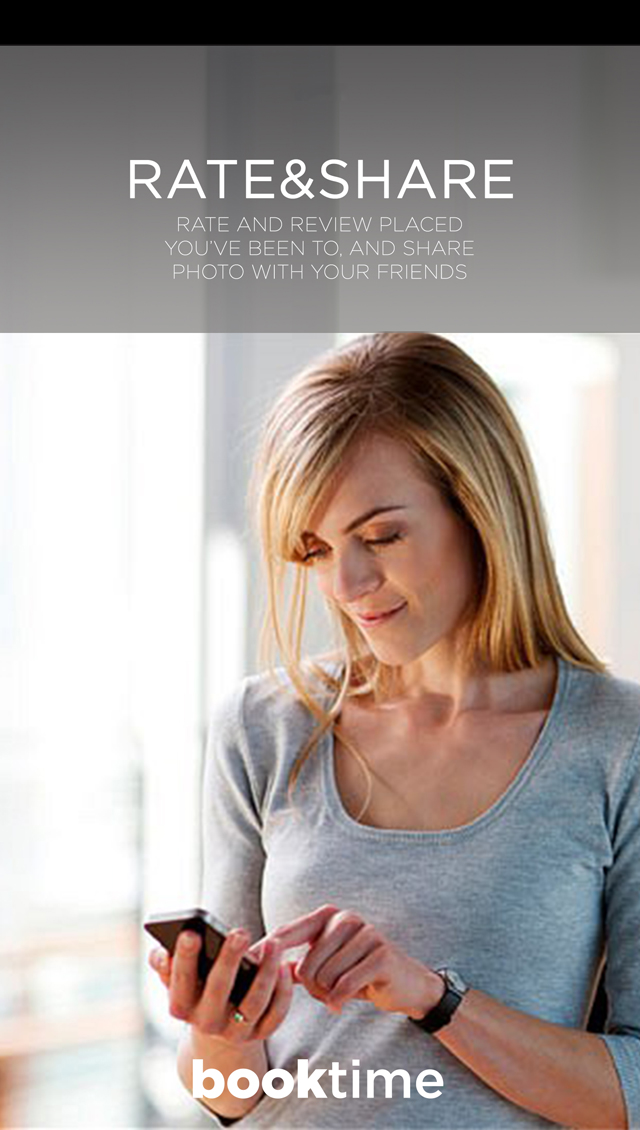 RATE&SHARE
RATE AND REVIEW PLACED
YOU'VE BEEN TO, AND SHARE
PHOTO WITH YOUR FRIENDS
booktime